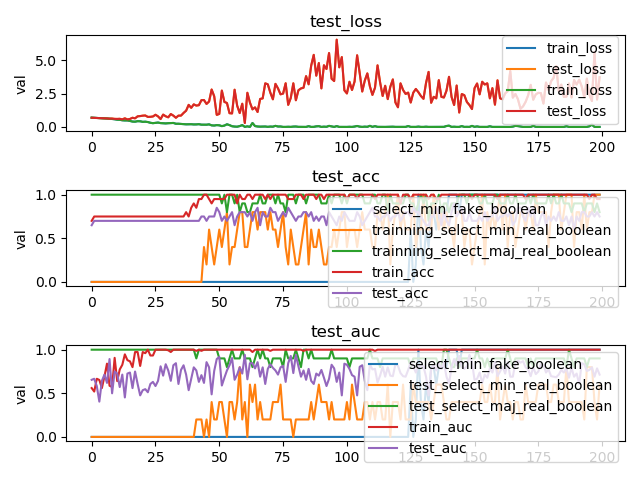 test_loss
val
5.0
2.5
0.0
train_loss
test_loss
train_loss
test_loss
0 25 50 75 100 125 150 175 200
test_acc
val
1.0
0.5
0.0
select_min_fake_boolean
trainning_select_min_real_boolean
trainning_select_maj_real_boolean
train_acc
test_acc
0 25 50 75 100 125 150 175 200
test_auc
val
1.0
0.5
0.0
select_min_fake_boolean
test_select_min_real_boolean
test_select_maj_real_boolean
train_auc
test_auc
0 25 50 75 100 125 150 175 200